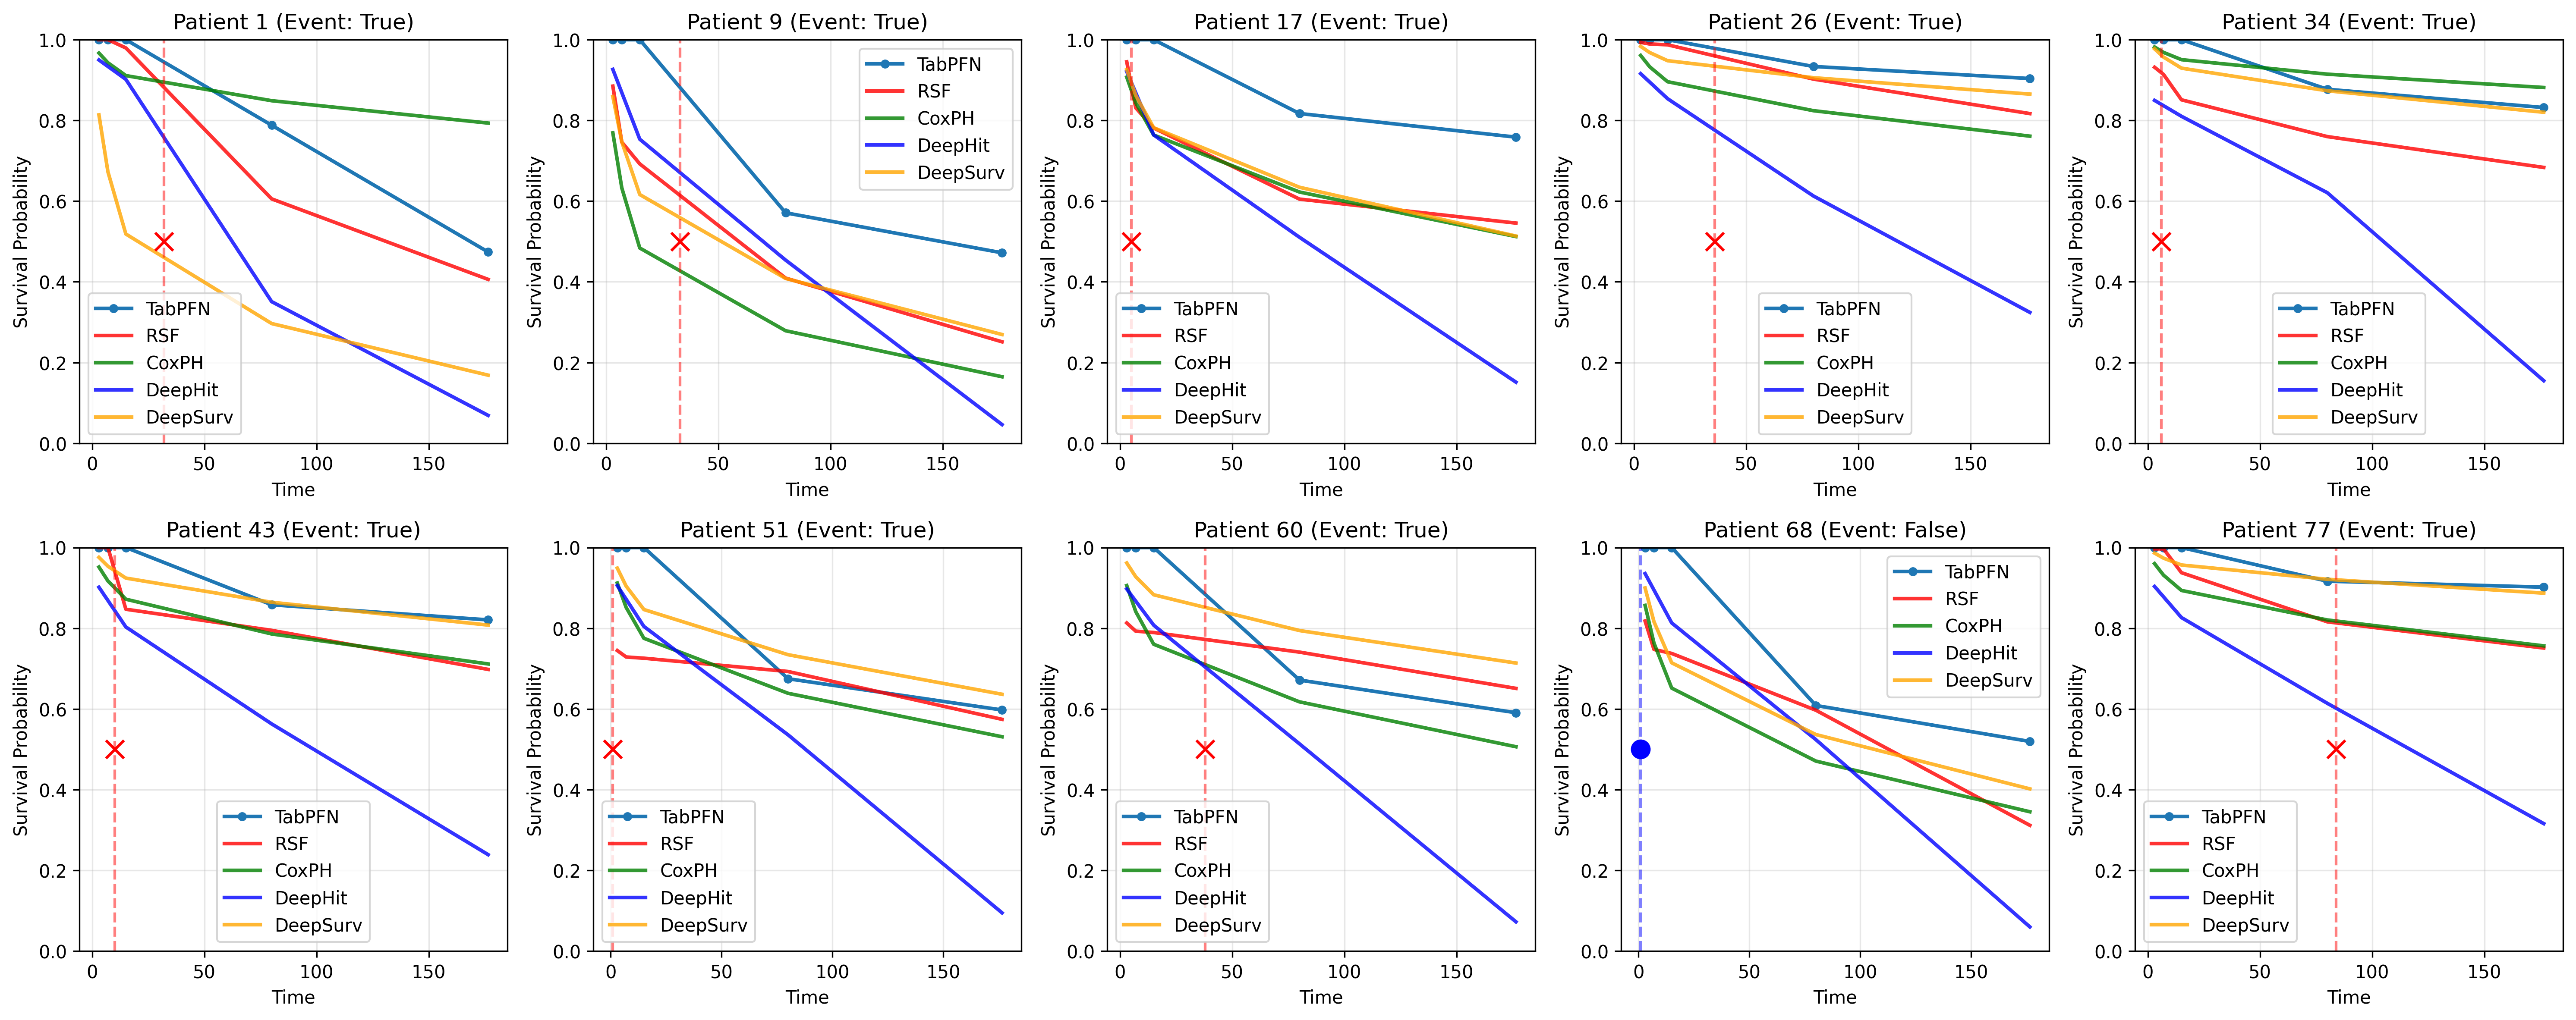 Patient 1 (Event: True)
Survival Probability
1.0
0.8
0.6
0.4
0.2
0.0
TabPFN
RSF
CoxPH
DeepHit
DeepSurv
0 50 100 150
Time
Patient 9 (Event: True)
Survival Probability
1.0
0.8
0.6
0.4
0.2
0.0
TabPFN
RSF
CoxPH
DeepHit
DeepSurv
0 50 100 150
Time
Patient 17 (Event: True)
Survival Probability
1.0
0.8
0.6
0.4
0.2
0.0
TabPFN
RSF
CoxPH
DeepHit
DeepSurv
0 50 100 150
Time
Patient 26 (Event: True)
Survival Probability
1.0
0.8
0.6
0.4
0.2
0.0
TabPFN
RSF
CoxPH
DeepHit
DeepSurv
0 50 100 150
Time
Patient 34 (Event: True)
Survival Probability
1.0
0.8
0.6
0.4
0.2
0.0
TabPFN
RSF
CoxPH
DeepHit
DeepSurv
0 50 100 150
Time
Patient 43 (Event: True)
Survival Probability
1.0
0.8
0.6
0.4
0.2
0.0
TabPFN
RSF
CoxPH
DeepHit
DeepSurv
0 50 100 150
Time
Patient 51 (Event: True)
Survival Probability
1.0
0.8
0.6
0.4
0.2
0.0
TabPFN
RSF
CoxPH
DeepHit
DeepSurv
0 50 100 150
Time
Patient 60 (Event: True)
Survival Probability
1.0
0.8
0.6
0.4
0.2
0.0
TabPFN
RSF
CoxPH
DeepHit
DeepSurv
0 50 100 150
Time
Patient 68 (Event: False)
Survival Probability
1.0
0.8
0.6
0.4
0.2
0.0
TabPFN
RSF
CoxPH
DeepHit
DeepSurv
0 50 100 150
Time
Patient 77 (Event: True)
Survival Probability
1.0
0.8
0.6
0.4
0.2
0.0
TabPFN
RSF
CoxPH
DeepHit
DeepSurv
0 50 100 150
Time